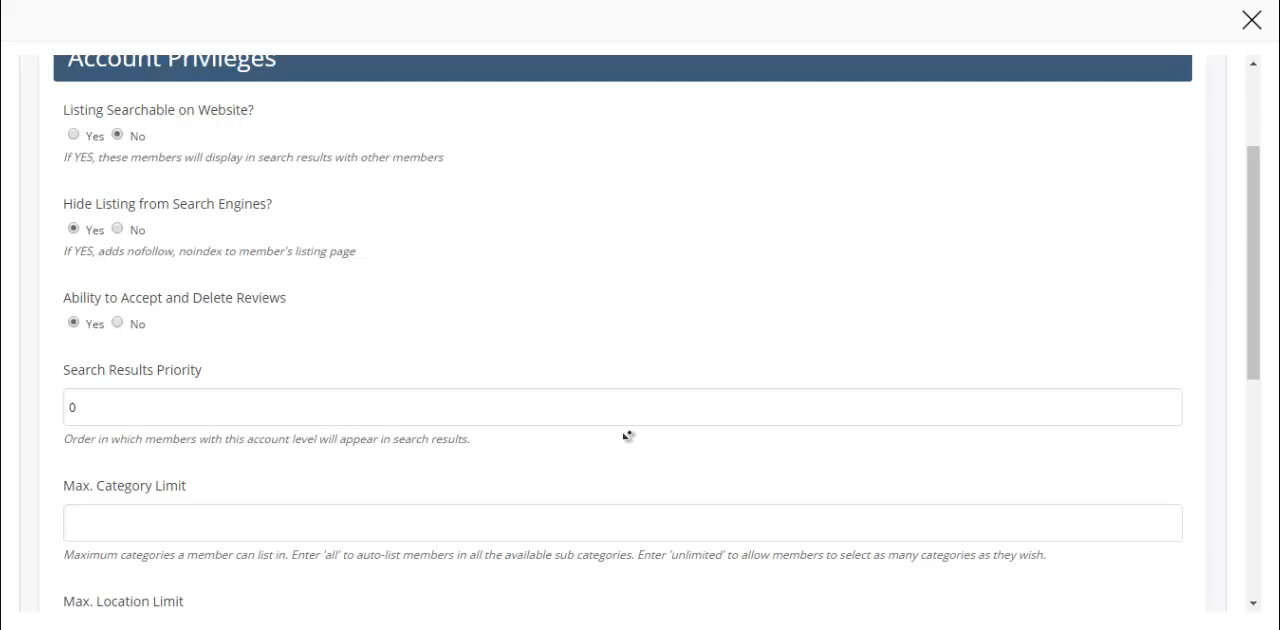 Account Privileges
Listing Searchable on Website?
Yes No
If YES, these members will display in search results with other members
Hide Listing from Search Engines?
Yes No
If YES, adds nofollow, noindex to member's listing page
Ability to Accept and Delete Reviews
Yes No
Search Results Priority
0
Order in which members with this account level will appear in search results.
Max. Category Limit
Maximum categories a member can list in. Enter 'all' to auto-list members in all the available sub categories. Enter 'unlimited' to allow members to select as many categories as they wish.
Max. Location Limit